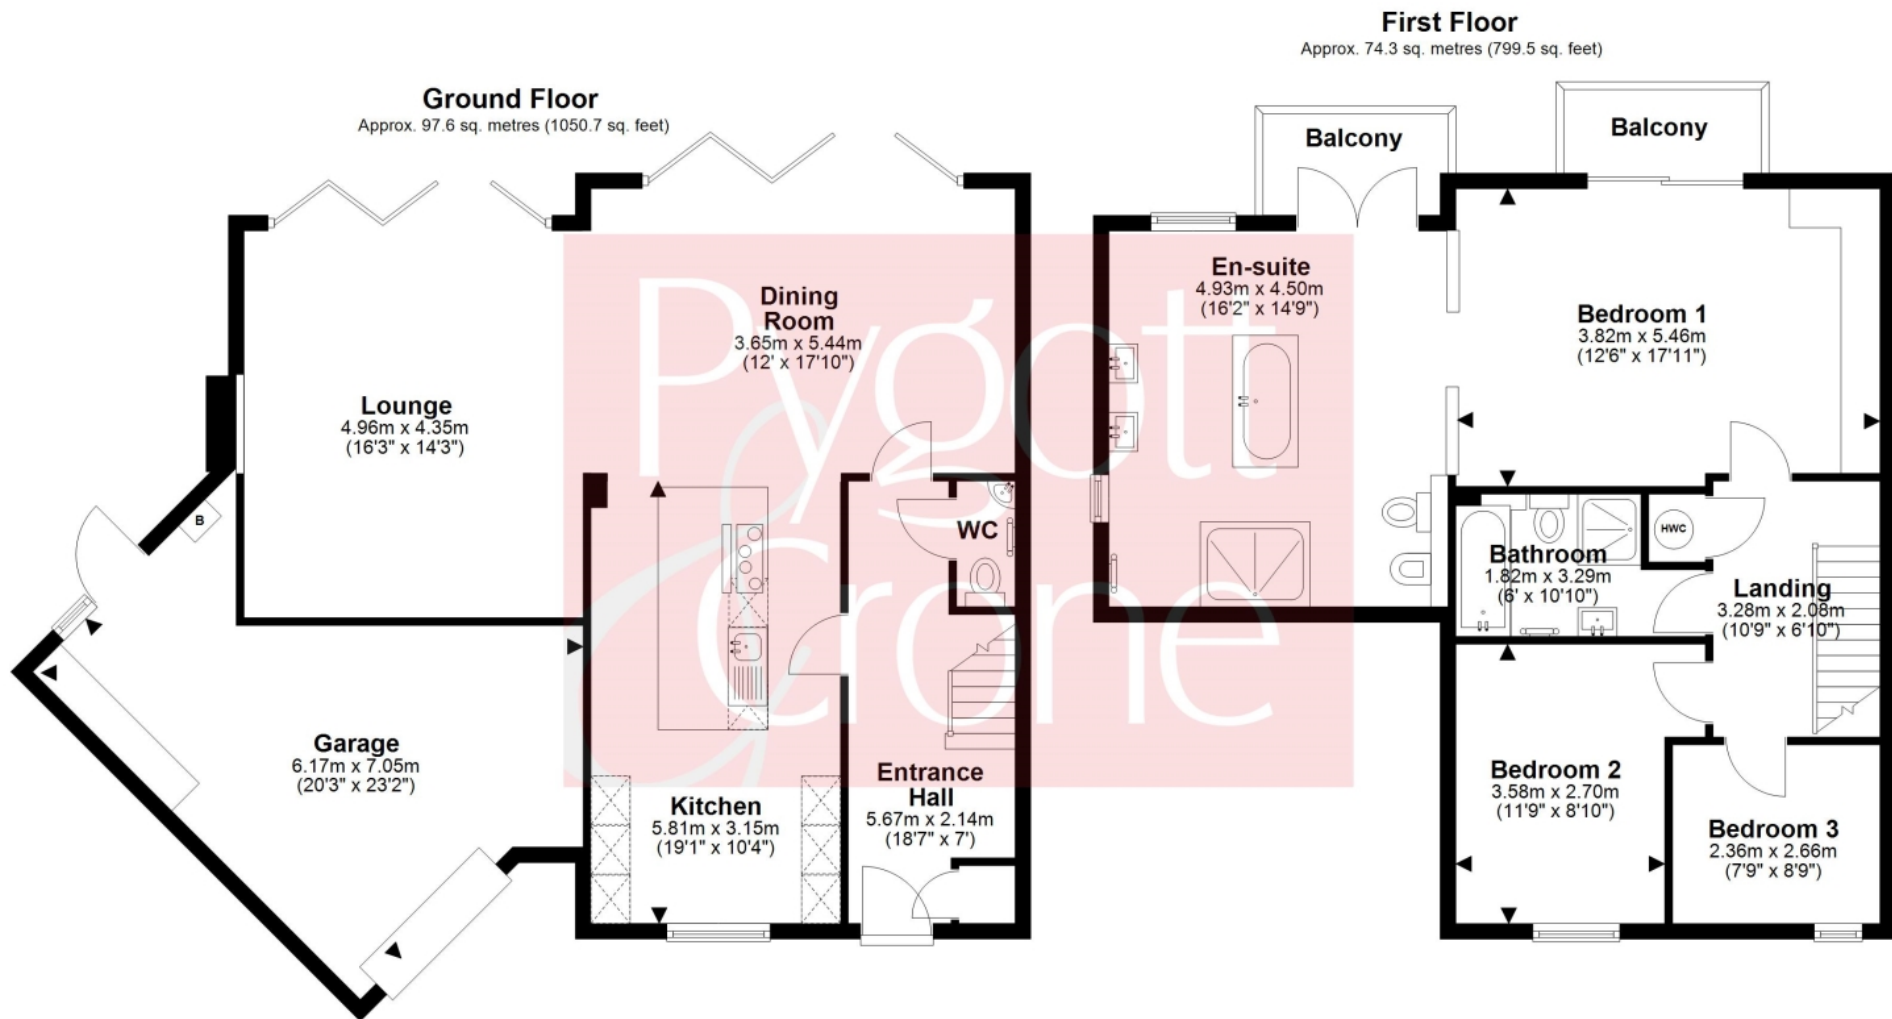 First Floor
Approx. 74.3 sq. metres (799.5 sq. feet)
Ground Floor
Approx. 97.6 sq. metres (1050.7 sq. feet)
Balcony
Balcony
En-suite
4.93m x 4.50m
(16'2" x 14'9")
Dining
Room
3.65m x 5.44m
(12' x 17'10")
Bedroom 1
3.82m x 5.46m
(12'6" x 17'11")
Lounge
4.96m x 4.35m
(16'3" x 14'3")
Pygott
& Crone
B
WC
HWC
Bathroom
1.82m x 3.29m
(6' x 10'10")
Landing
3.28m x 2.08m
(10'9" x 6'10")
Garage
6.17m x 7.05m
(20'3" x 23'2")
Kitchen
5.81m x 3.15m
(19'1" x 10'4")
Entrance
Hall
5.67m x 2.14m
(18'7" x 7')
Bedroom 2
3.58m x 2.70m
(11'9" x 8'10")
Bedroom 3
2.36m x 2.66m
(7'9" x 8'9")